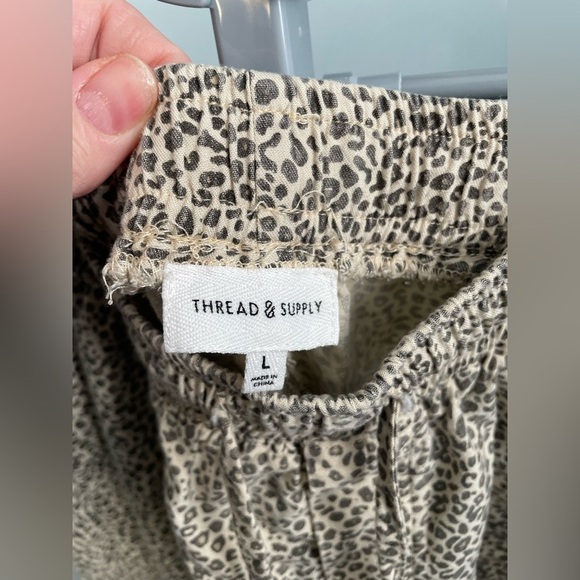 THREAD & SUPPLY
L
MADE IN
CHINA